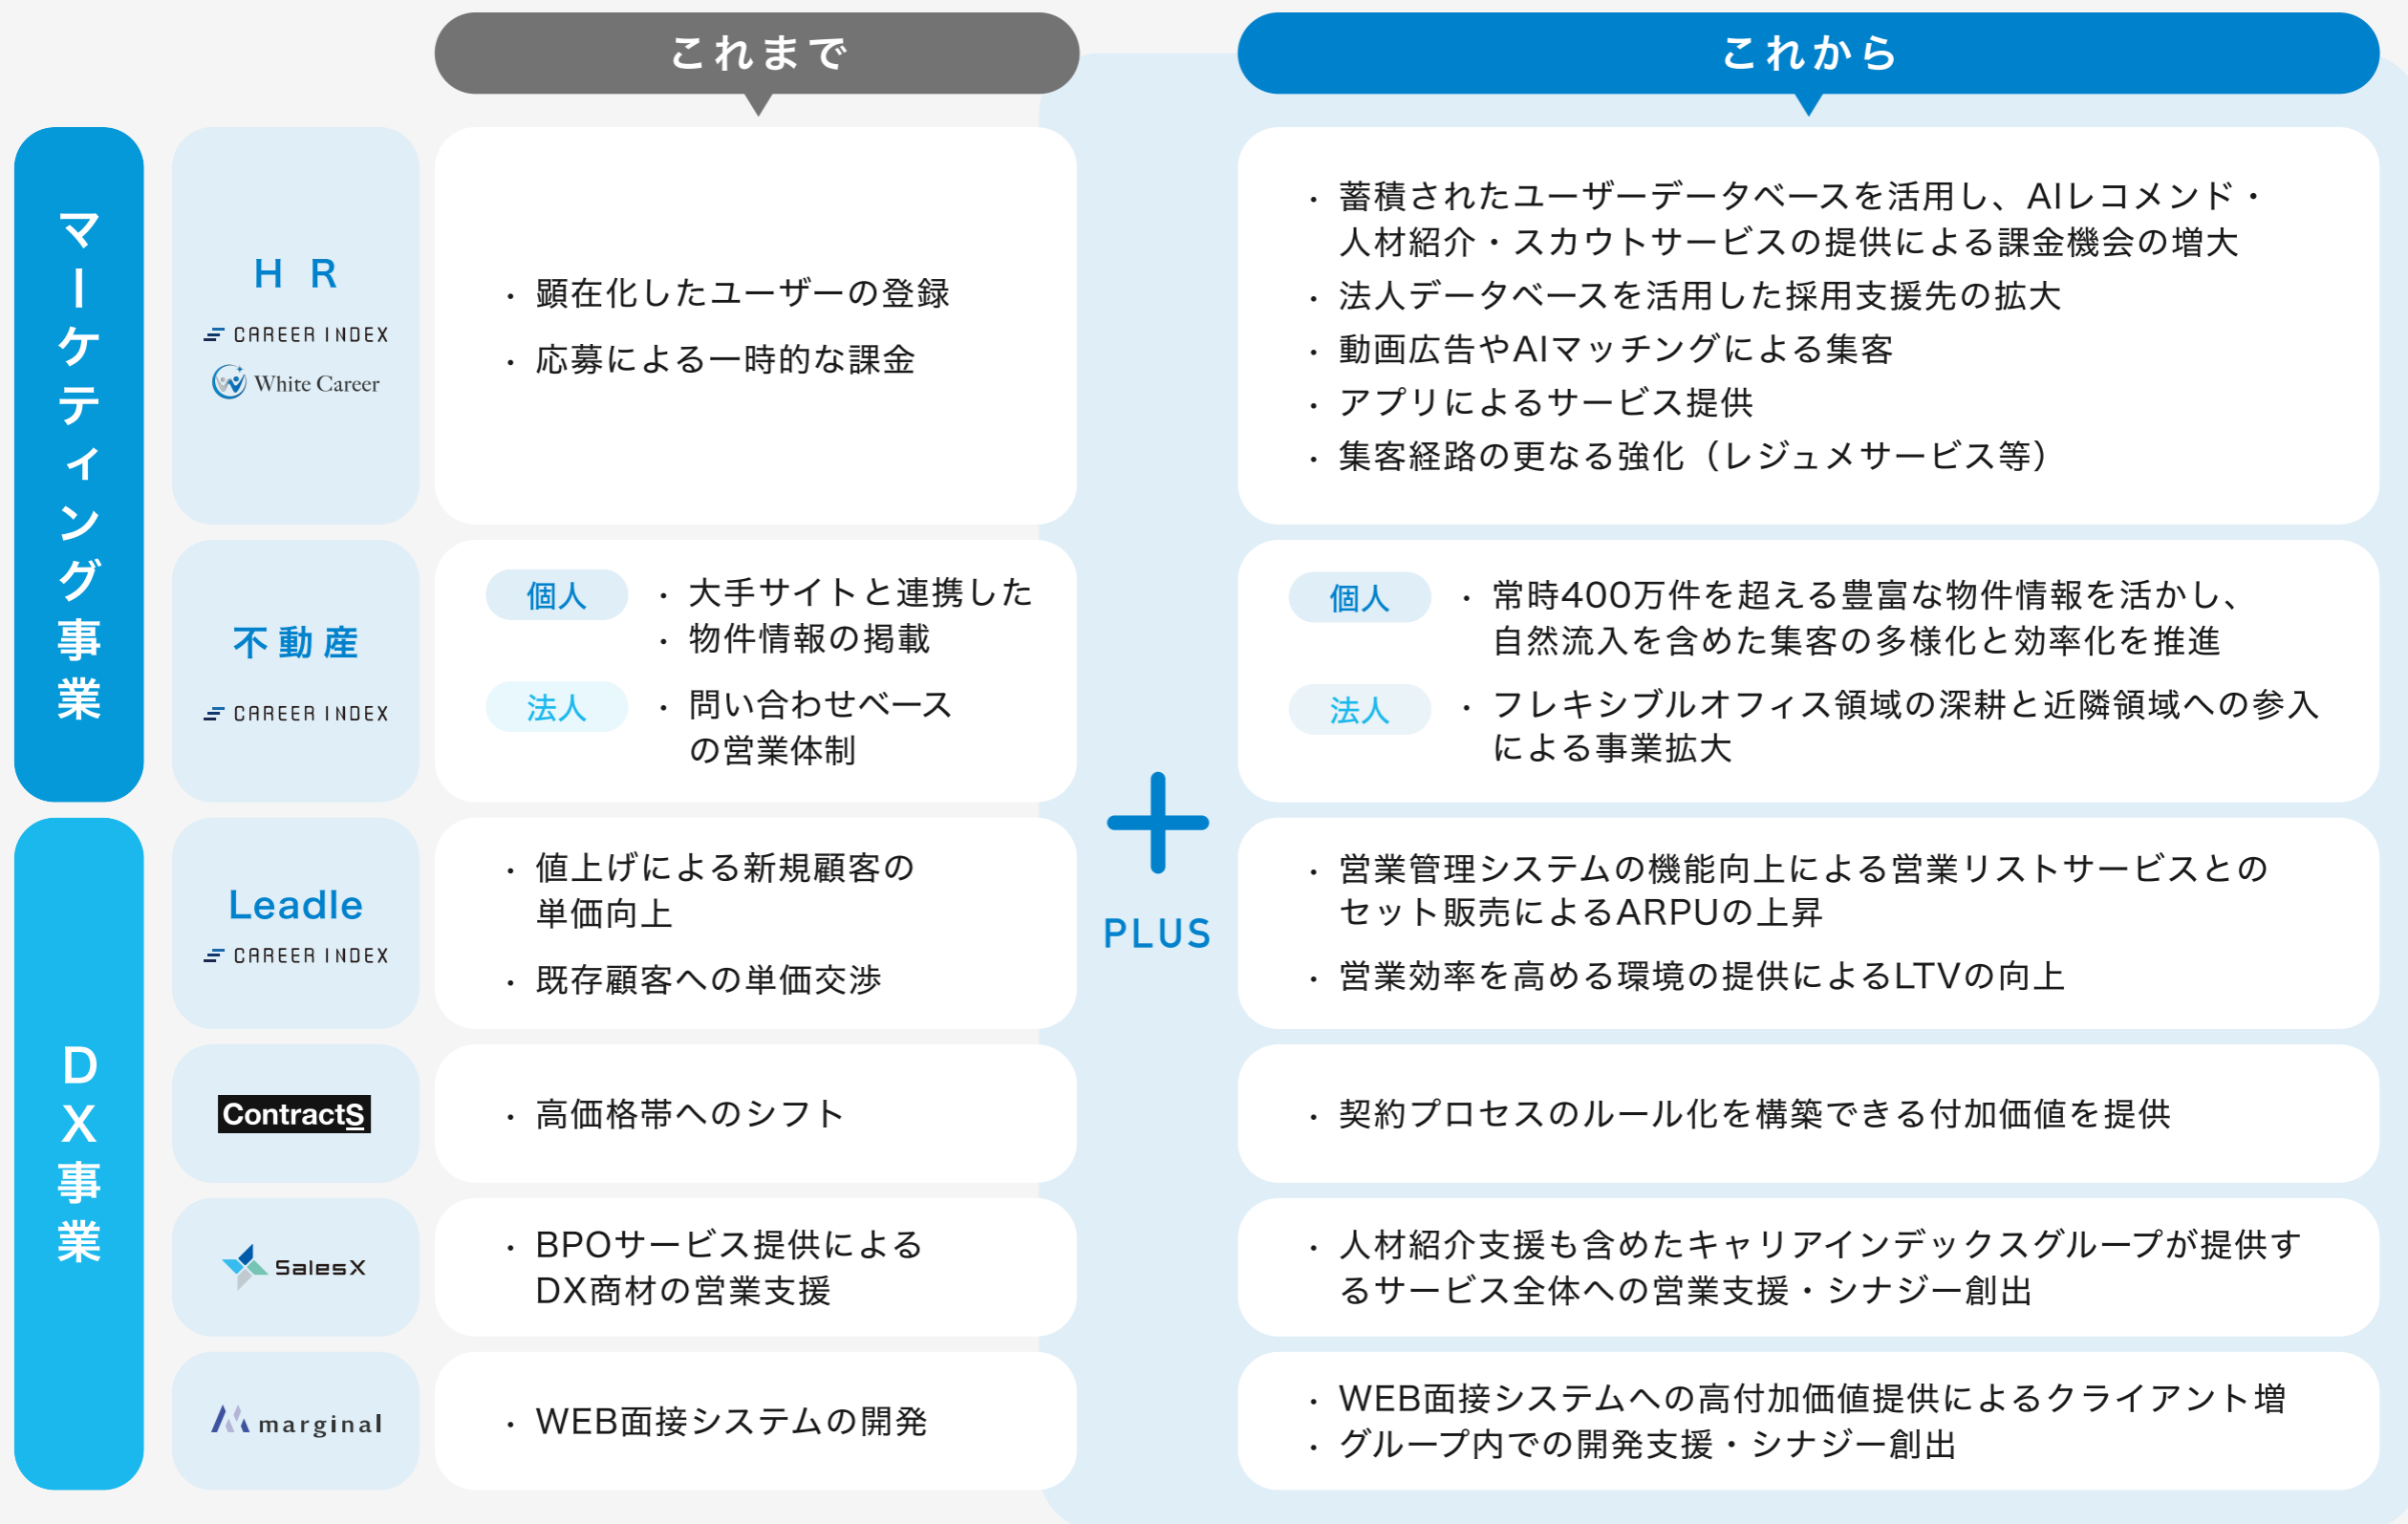 これまで
これから
マーケティング事業
H R
CAREER INDEX
White Career
・顕在化したユーザーの登録
・応募による一時的な課金
・蓄積されたユーザーデータベースを活用し、AIレコメンド・
人材紹介・スカウトサービスの提供による課金機会の増大
・法人データベースを活用した採用支援先の拡大
・動画広告やAIマッチングによる集客
・アプリによるサービス提供
・集客経路の更なる強化（レジュメサービス等）
不動産
CAREER INDEX
個人
・大手サイトと連携した
・物件情報の掲載
法人
・問い合わせベース
の営業体制
個人
・常時400万件を超える豊富な物件情報を活かし、
自然流入を含めた集客の多様化と効率化を推進
法人
・フレキシブルオフィス領域の深耕と近隣領域への参入
による事業拡大
PLUS
DX事業
Leadle
CAREER INDEX
・値上げによる新規顧客の
単価向上
・既存顧客への単価交渉
・営業管理システムの機能向上による営業リストサービスとの
セット販売によるARPUの上昇
・営業効率を高める環境の提供によるLTVの向上
ContractS
・高価格帯へのシフト
・契約プロセスのルール化を構築できる付加価値を提供
SalesX
・BPOサービス提供による
DX商材の営業支援
・人材紹介支援も含めたキャリアインデックスグループが提供す
るサービス全体への営業支援・シナジー創出
marginal
・WEB面接システムの開発
・WEB面接システムへの高付加価値提供によるクライアント増
・グループ内での開発支援・シナジー創出